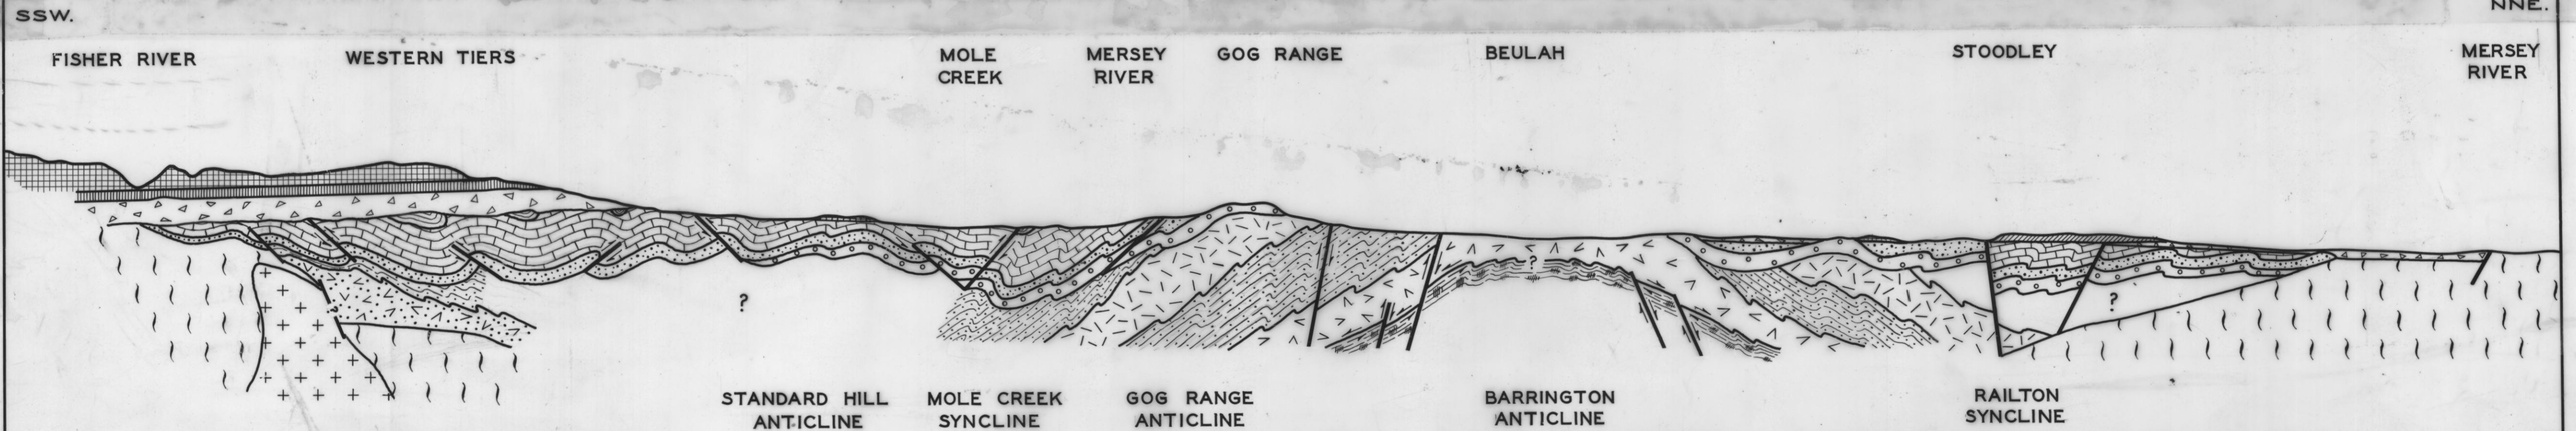 SSW.
NNE.
FISHER RIVER
WESTERN TIERS
MOLE
CREEK
MERSEY
RIVER
GOG RANGE
BEULAH
STOODLEY
MERSEY
RIVER
?
?
?
STANDARD HILL
ANTICLINE
MOLE CREEK
SYNCLINE
GOG RANGE
ANTICLINE
BARRINGTON
ANTICLINE
RAILTON
SYNCLINE